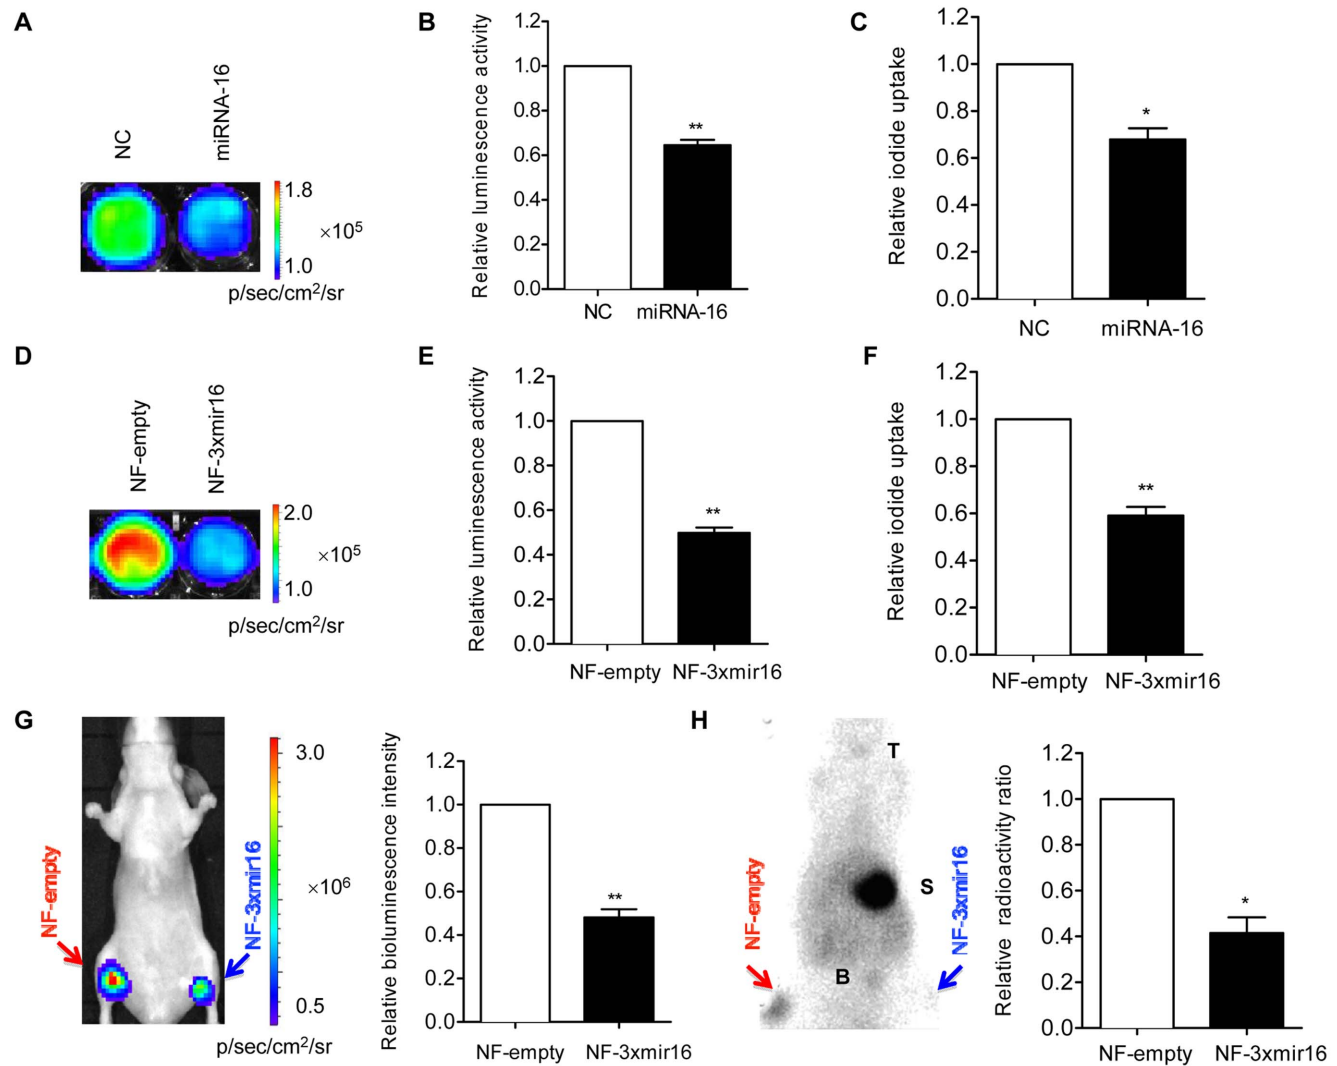 A
NC
miRNA-16
1.8
×10⁵
1.0
p/sec/cm²/sr
B
Relative luminescence activity
1.2
1.0
0.8
0.6
0.4
0.2
0.0
**
NC
miRNA-16
C
Relative iodide uptake
1.2
1.0
0.8
0.6
0.4
0.2
0.0
*
NC
miRNA-16
D
NF-empty
NF-3xmir16
2.0
×10⁵
1.0
p/sec/cm²/sr
E
Relative luminescence activity
1.2
1.0
0.8
0.6
0.4
0.2
0.0
**
NF-empty
NF-3xmir16
F
Relative iodide uptake
1.2
1.0
0.8
0.6
0.4
0.2
0.0
**
NF-empty
NF-3xmir16
G
NF-empty
NF-3xmir16
3.0
×10⁶
0.5
p/sec/cm²/sr
Relative bioluminescence intensity
1.2
1.0
0.8
0.6
0.4
0.2
0.0
**
NF-empty
NF-3xmir16
H
T
S
B
NF-empty
NF-3xmir16
Relative radioactivity ratio
1.2
1.0
0.8
0.6
0.4
0.2
0.0
*
NF-empty
NF-3xmir16